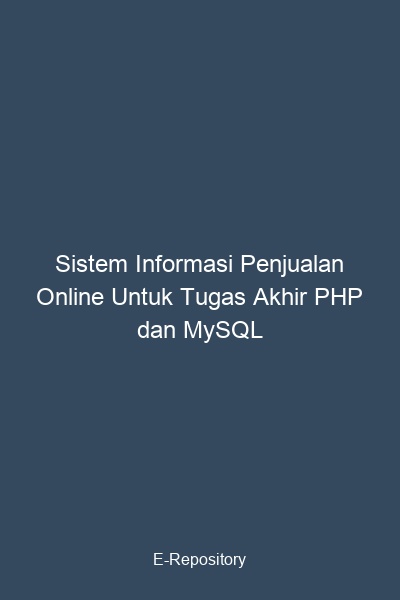 Sistem Informasi Penjualan
Online Untuk Tugas Akhir PHP
dan MySQL
E-Repository